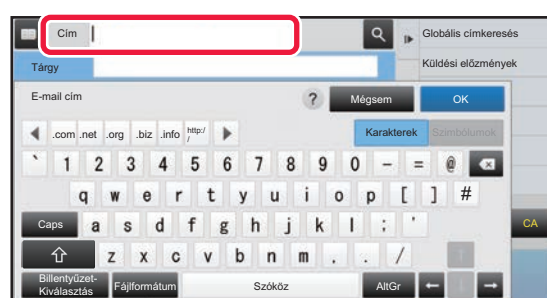 Cím
Globális címkeresés
Tárgy
Küldési előzmények
E-mail cím ? Mégsem OK
.com .net .org .biz .info http:/
/
Karakterek Szimbólumok
` 1 2 3 4 5 6 7 8 9 0 - = @
q w e r t y u i o p [ ] #
Caps a s d f g h j k l ; '
CA
z x c v b n m . . /
Billentyűzet-
Kiválasztás
Fájlformátum Szóköz AltGr